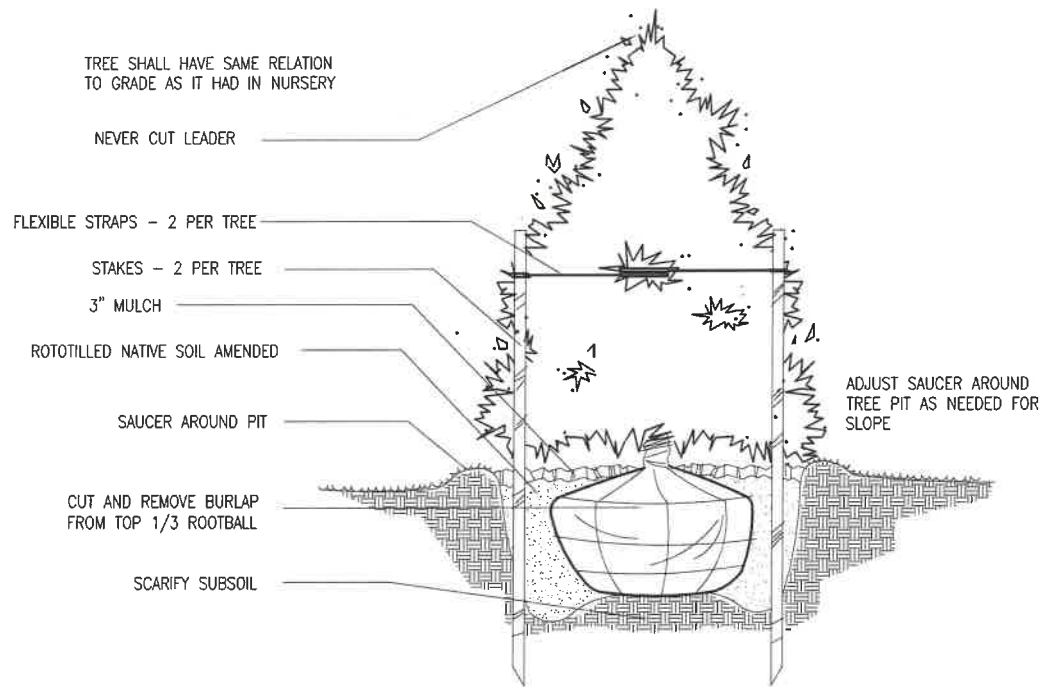 TREE SHALL HAVE SAME RELATION
TO GRADE AS IT HAD IN NURSERY
NEVER CUT LEADER
FLEXIBLE STRAPS - 2 PER TREE
STAKES - 2 PER TREE
3" MULCH
ROTOTILLED NATIVE SOIL AMENDED
SAUCER AROUND PIT
CUT AND REMOVE BURLAP
FROM TOP 1/3 ROOTBALL
SCARIFY SUBSOIL
ADJUST SAUCER AROUND
TREE PIT AS NEEDED FOR
SLOPE